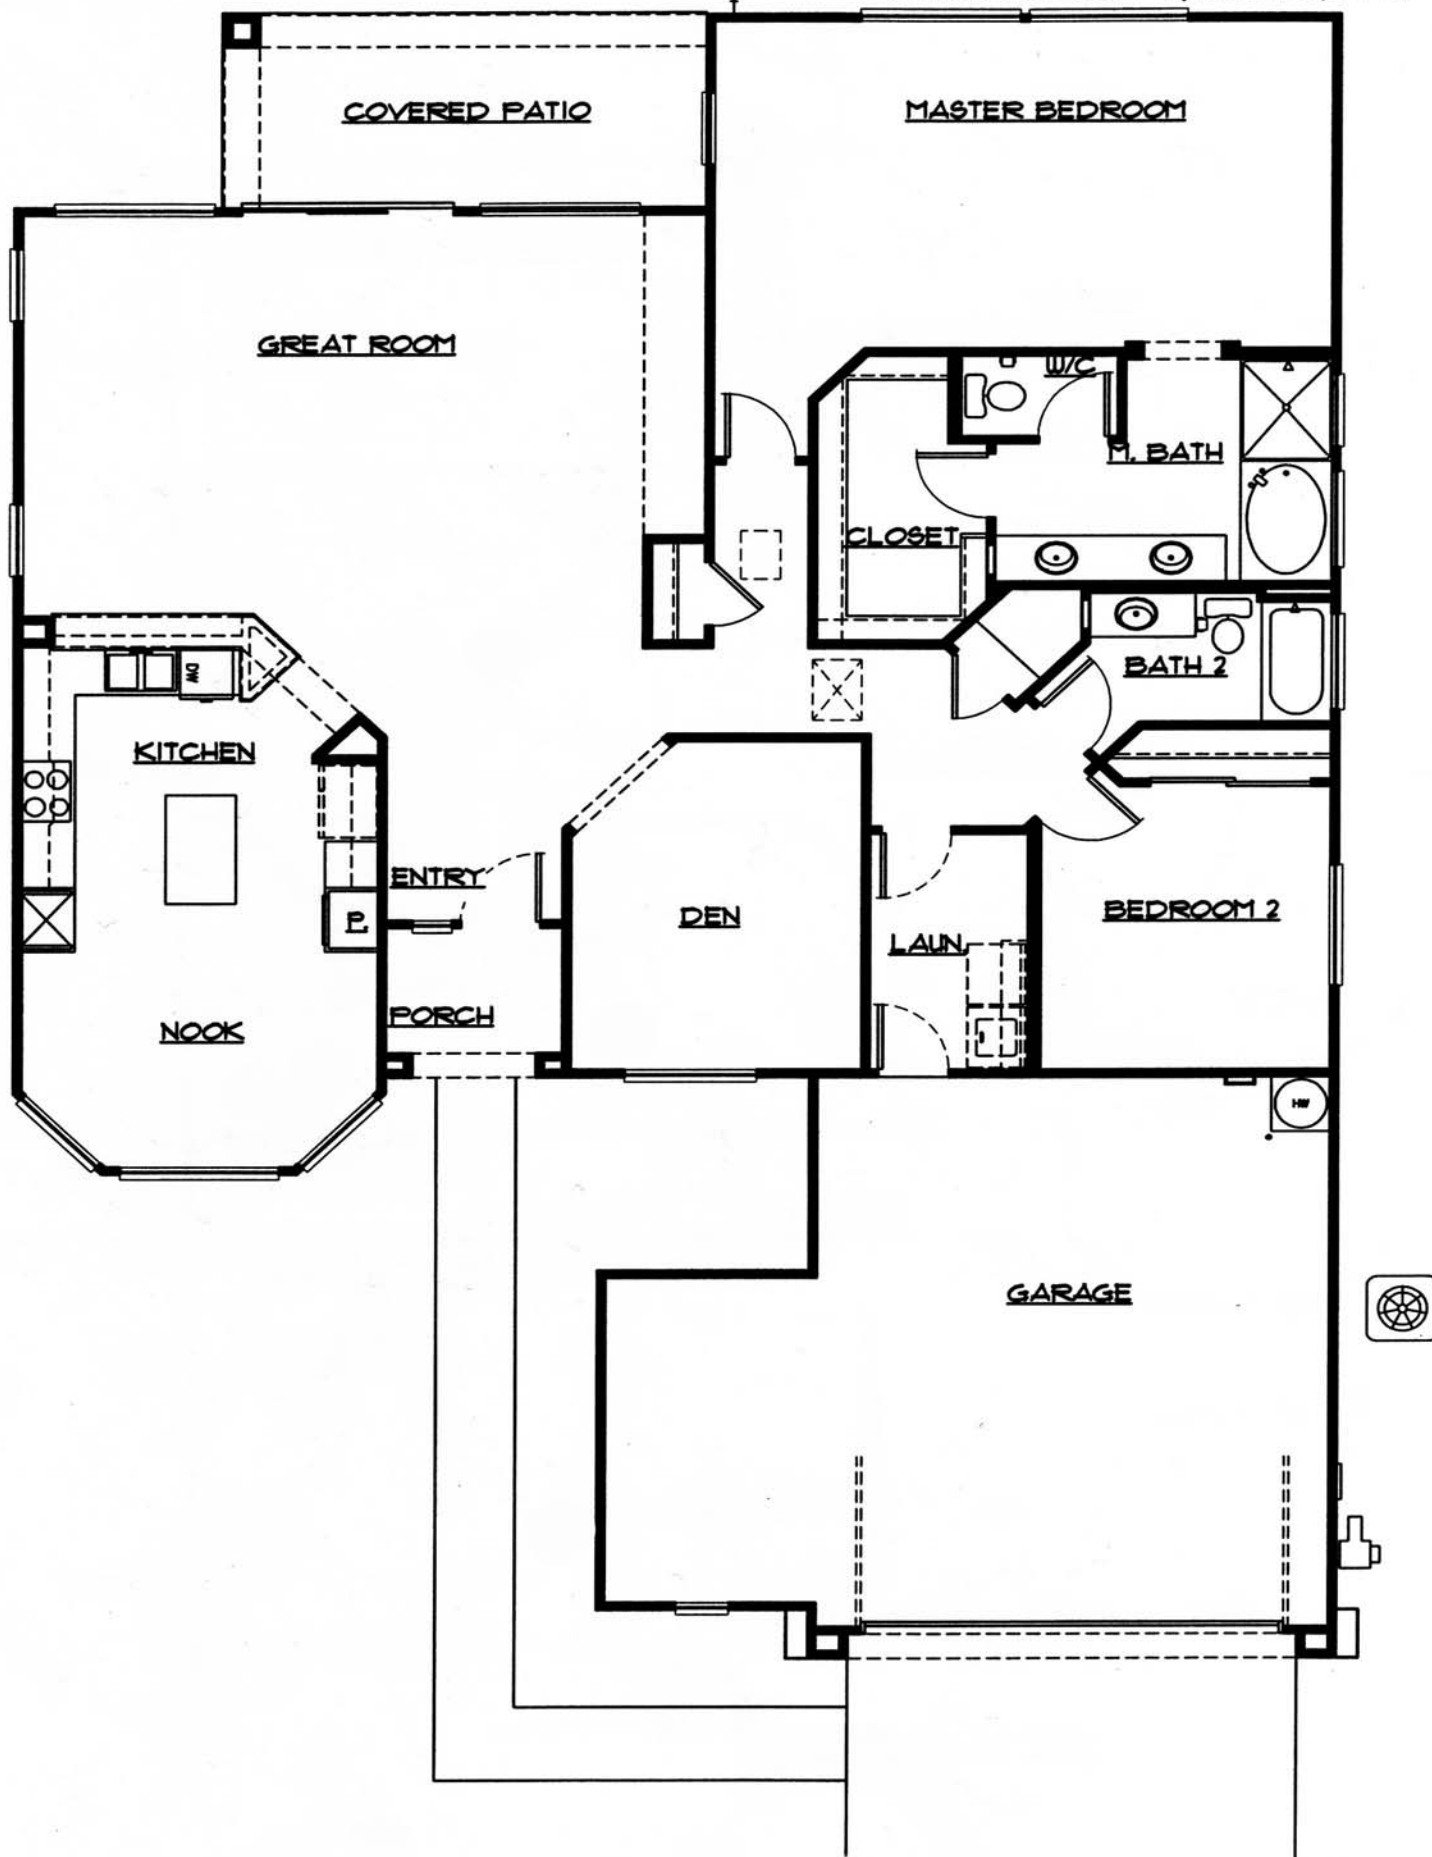 COVERED PATIO
MASTER BEDROOM
GREAT ROOM
W/C
M. BATH
CLOSET
DW
BATH 2
KITCHEN
ENTRY
P.
DEN
BEDROOM 2
LAUN.
PORCH
NOOK
HW
GARAGE